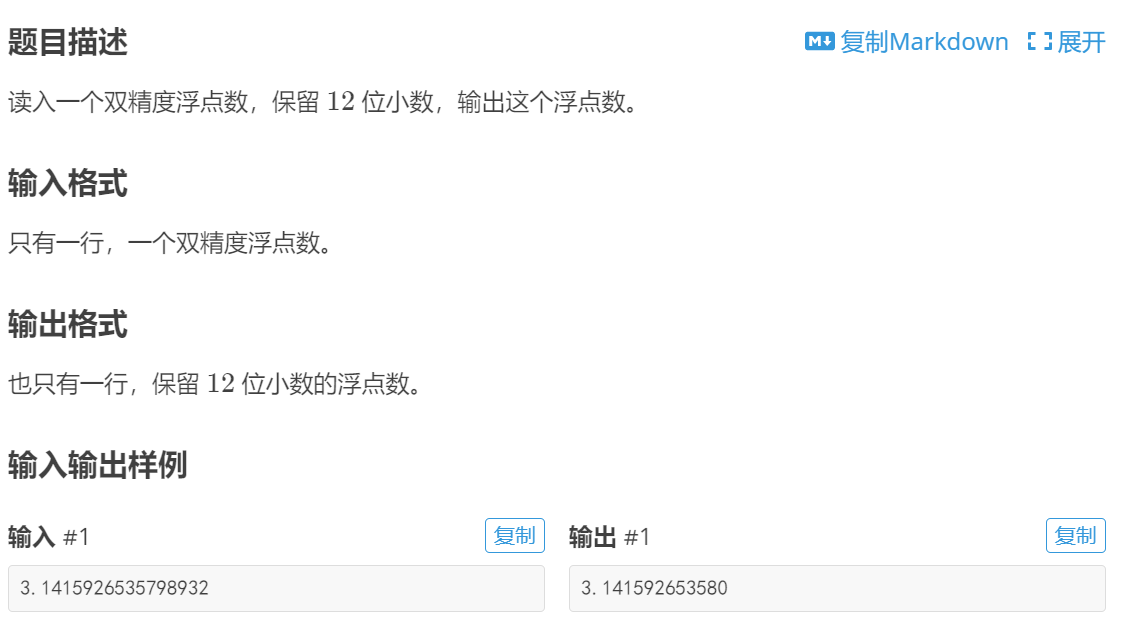 题目描述
复制Markdown 展开
读入一个双精度浮点数，保留 12 位小数，输出这个浮点数。
输入格式
只有一行，一个双精度浮点数。
输出格式
也只有一行，保留 12 位小数的浮点数。
输入输出样例
输入 #1
复制
输出 #1
复制
3.1415926535798932
3.141592653580